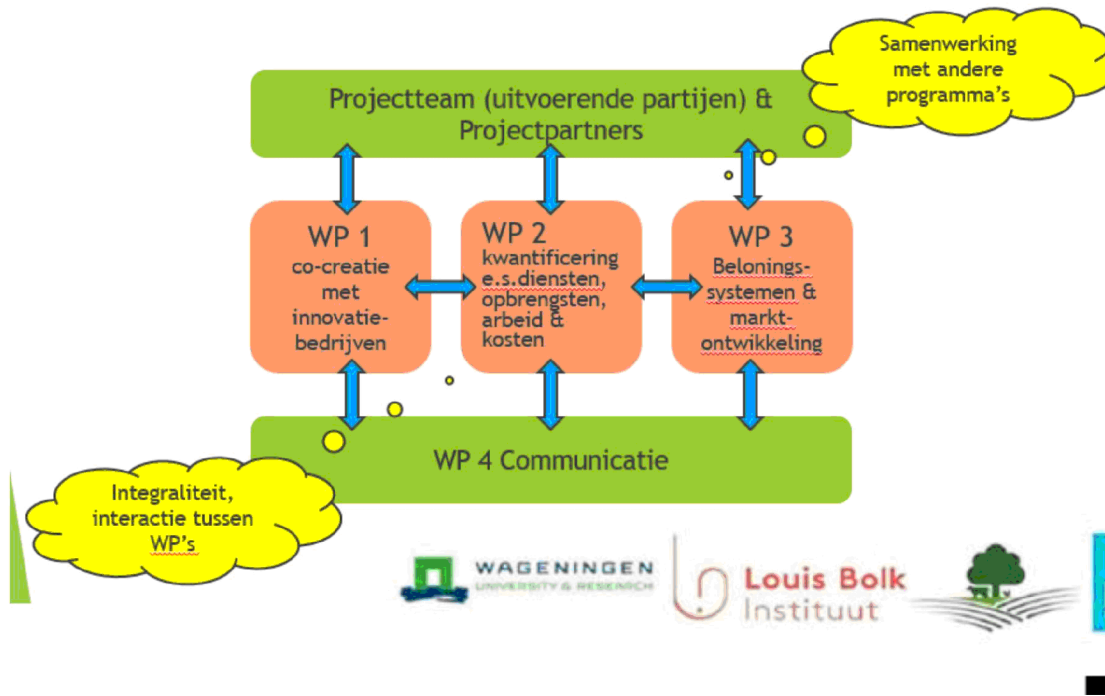 Samenwerking
met andere
programma's
Projectteam (uitvoerende partijen) &
Projectpartners
WP 1
co-creatie
met
innovatie-
bedrijven
WP 2
kwantificering
e.s.diensten,
opbrengsten,
arbeid &
kosten
WP 3
Belonings-
systemen &
markt-
ontwikkeling
WP 4 Communicatie
Integraliteit,
interactie tussen
WP's
WAGENINGEN
UNIVERSITY & RESEARCH
Louis Bolk
Instituut